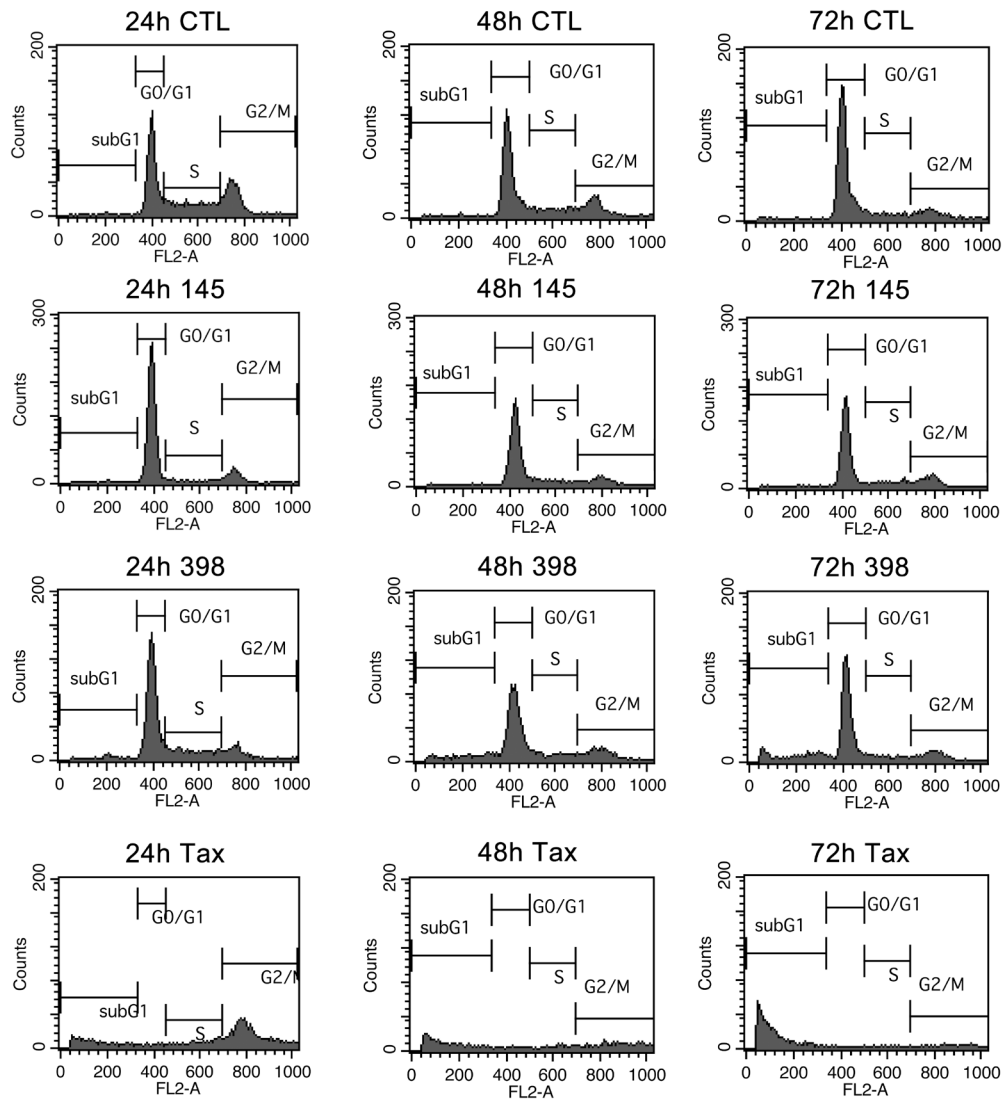 24h CTL
48h CTL
72h CTL
200
Counts
0
subG1
G0/G1
S
G2/M
0 200 400 600 800 1000
FL2-A
200
Counts
0
subG1
G0/G1
S
G2/M
0 200 400 600 800 1000
FL2-A
200
Counts
0
subG1
G0/G1
S
G2/M
0 200 400 600 800 1000
FL2-A
24h 145
48h 145
72h 145
300
Counts
0
subG1
G0/G1
S
G2/M
0 200 400 600 800 1000
FL2-A
300
Counts
0
subG1
G0/G1
S
G2/M
0 200 400 600 800 1000
FL2-A
300
Counts
0
subG1
G0/G1
S
G2/M
0 200 400 600 800 1000
FL2-A
24h 398
48h 398
72h 398
200
Counts
0
subG1
G0/G1
S
G2/M
0 200 400 600 800 1000
FL2-A
200
Counts
0
subG1
G0/G1
S
G2/M
0 200 400 600 800 1000
FL2-A
200
Counts
0
subG1
G0/G1
S
G2/M
0 200 400 600 800 1000
FL2-A
24h Tax
48h Tax
72h Tax
200
Counts
0
subG1
G0/G1
S
G2/M
0 200 400 600 800 1000
FL2-A
200
Counts
0
subG1
G0/G1
S
G2/M
0 200 400 600 800 1000
FL2-A
200
Counts
0
subG1
G0/G1
S
G2/M
0 200 400 600 800 1000
FL2-A